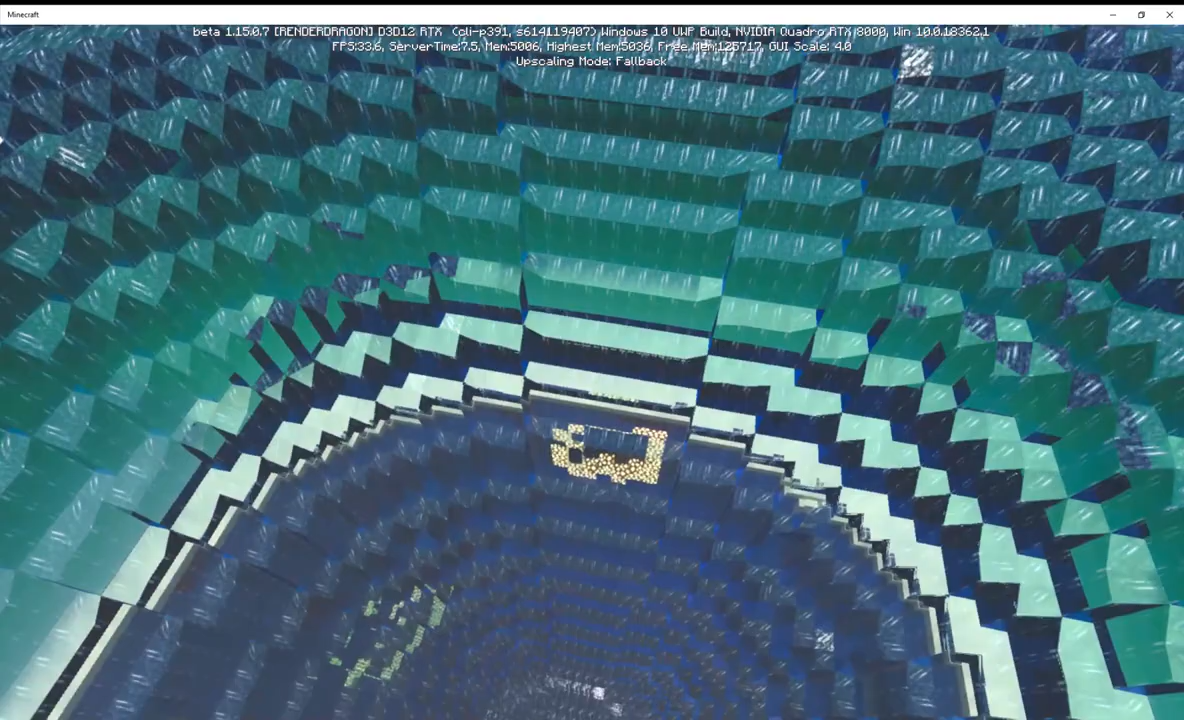 Minecraft
beta 1.15.0.7 [RENDERDRAGON] D3D12 RTX (cli-p391, s614119407) Windows 10 UWP Build, NVIDIA Quadro RTX 8000, Win 10.0.18362.1
FPS:33.6, ServerTime:7.5, Mem:5006, Highest Mem:5036, Free Mem:125717, GUI Scale: 4.0
Upscaling Mode: Fallback